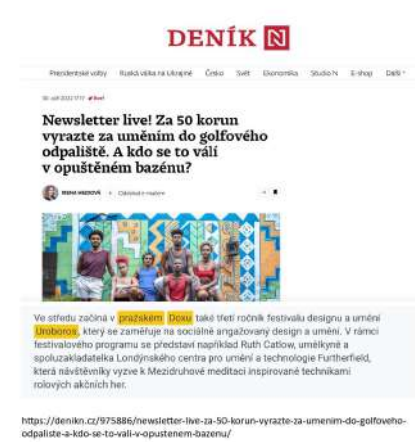 DENÍK N
Prezidentské volby Ruská válka na Ukrajině Česko Svět Ekonomika Studio N E-shop Další
Newsletter live! Za 50 korun
vyrazte za uměním do golfového
odpaliště. A kdo se to válí
v opuštěném bazénu?
Ve středu začíná v pražském Doxu také třetí ročník festivalu designu a umění
Uroboros, který se zaměřuje na sociálně angažovaný design a umění. V rámci
festivalového programu se představí například Ruth Catlow, umělkyně a
spoluzakladatelka Londýnského centra pro umění a technologie Furtherfield,
která návštěvníky vyzve k Mezidruhové meditaci inspirované technikami
rolových akčních her.
https://denikn.cz/975886/newsletter-live-za-50-korun-vyrazte-za-umenim-do-golfoveho-
odpaliste-a-kdo-se-to-vali-v-opustenem-bazenu/